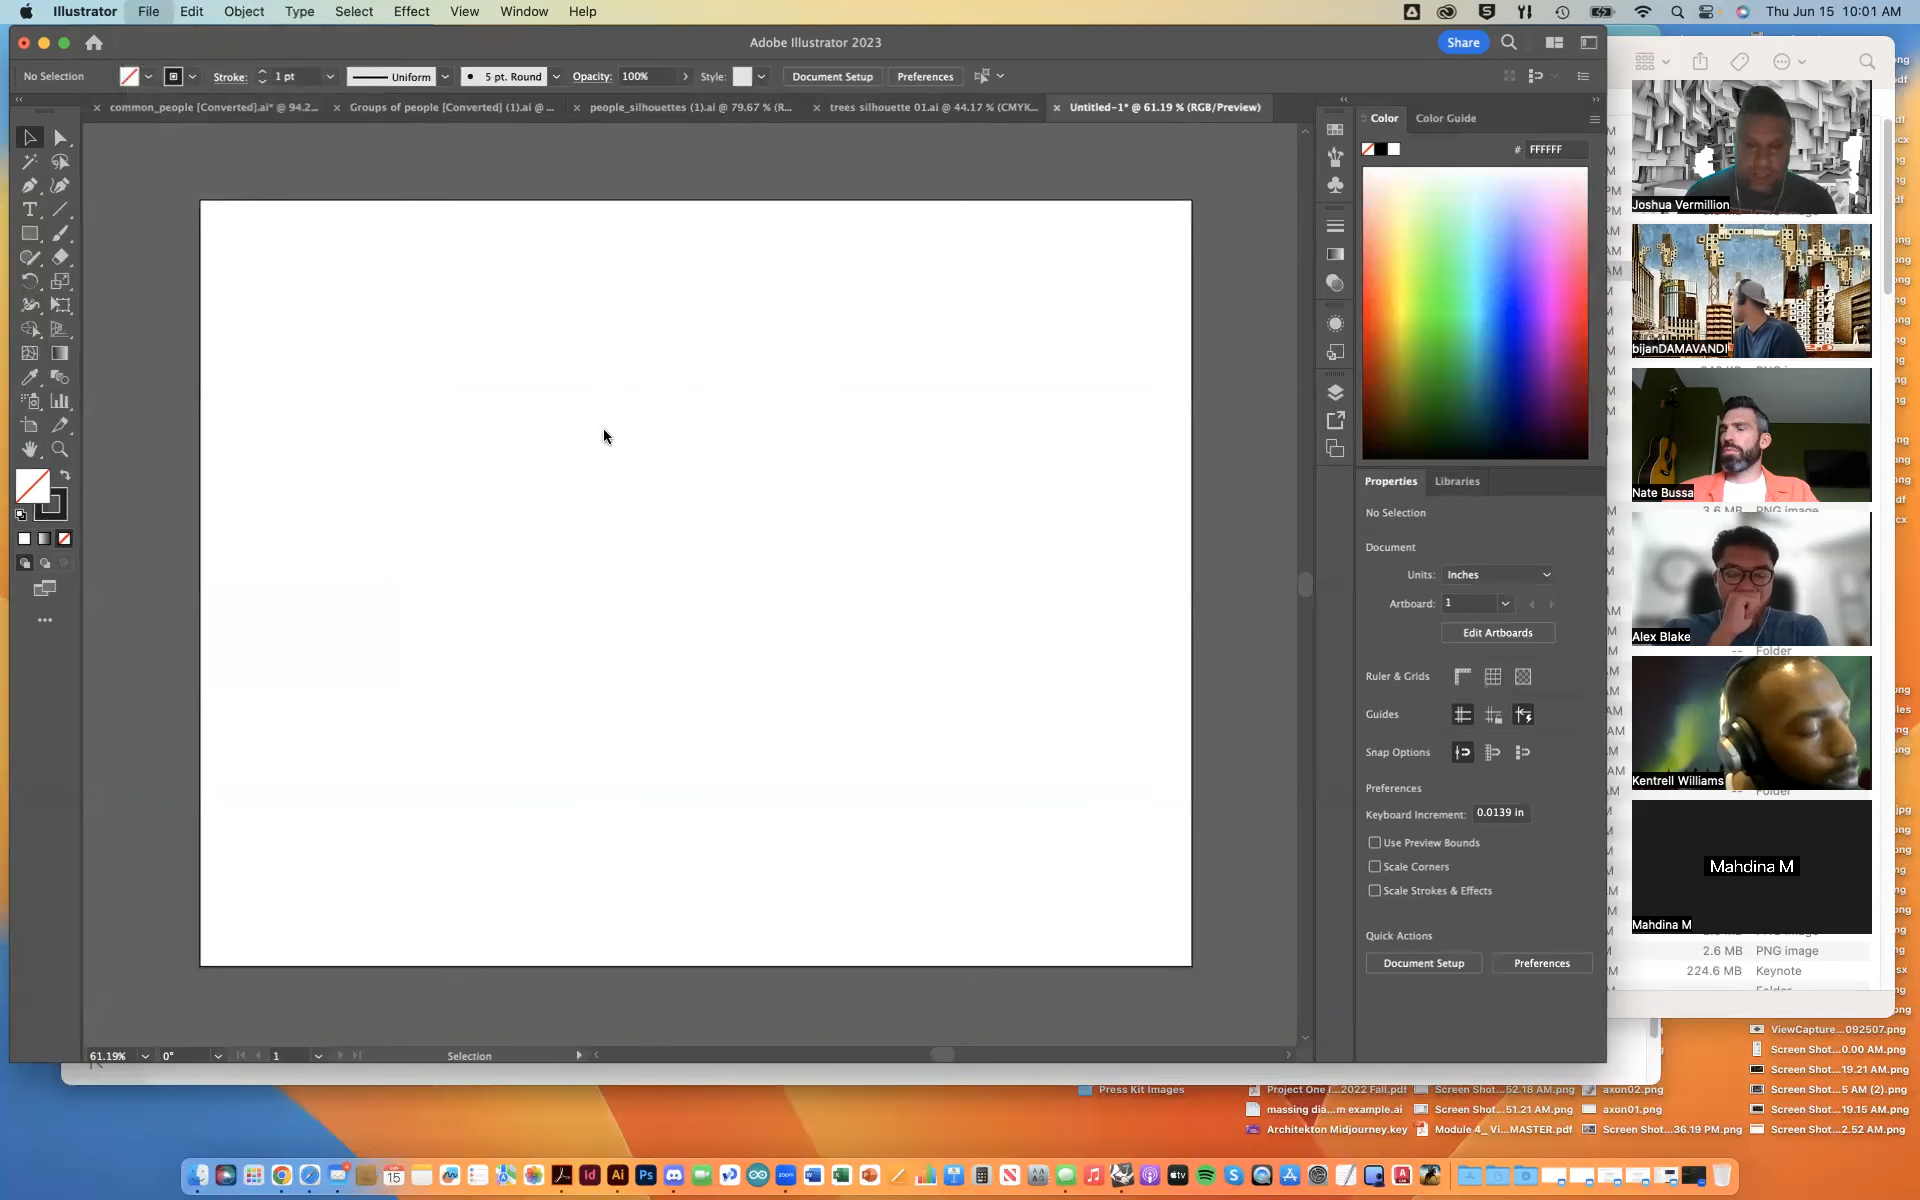 Illustrator File Edit Object Type Select Effect View Window Help
Thu Jun 15 10:01 AM
Adobe Illustrator 2023
Share
No Selection
Stroke: 1 pt
Uniform
5 pt. Round
Opacity: 100%
Style:
Document Setup
Preferences
common_people [Converted].ai* @ 94.2...
Groups of people [Converted] (1).ai @ ...
people_silhouettes (1).ai @ 79.67 % (R...
trees silhouette 01.ai @ 44.17 % (CMYK...
Untitled-1* @ 61.19 % (RGB/Preview)
Color
Color Guide
# FFFFFF
Properties
Libraries
No Selection
Document
Units: Inches
Artboard: 1
Edit Artboards
Ruler & Grids
Guides
Snap Options
Preferences
Keyboard Increment: 0.0139 in
Use Preview Bounds
Scale Corners
Scale Strokes & Effects
Quick Actions
Document Setup
Preferences
61.19%
0°
1
Selection
Joshua Vermillion
bijanDAMAVANDI
Nate Bussa
3.6 MB PNG image
Alex Blake
-- Folder
Kentrell Williams
Mahdina M
Mahdina M
2.6 MB PNG image
224.6 MB Keynote
ViewCapture...092507.png
Screen Shot...0.00 AM.png
Screen Shot...19.21 AM.png
Press Kit Images
Project One I...2022 Fall.pdf
Screen Shot...52.18 AM.png
axon02.png
Screen Shot...5 AM (2).png
massing dia...m example.ai
Screen Shot...51.21 AM.png
axon01.png
Screen Shot...19.15 AM.png
Architekton Midjourney.key
Module 4_ Vi...MASTER.pdf
Screen Shot...36.19 PM.png
Screen Shot...2.52 AM.png